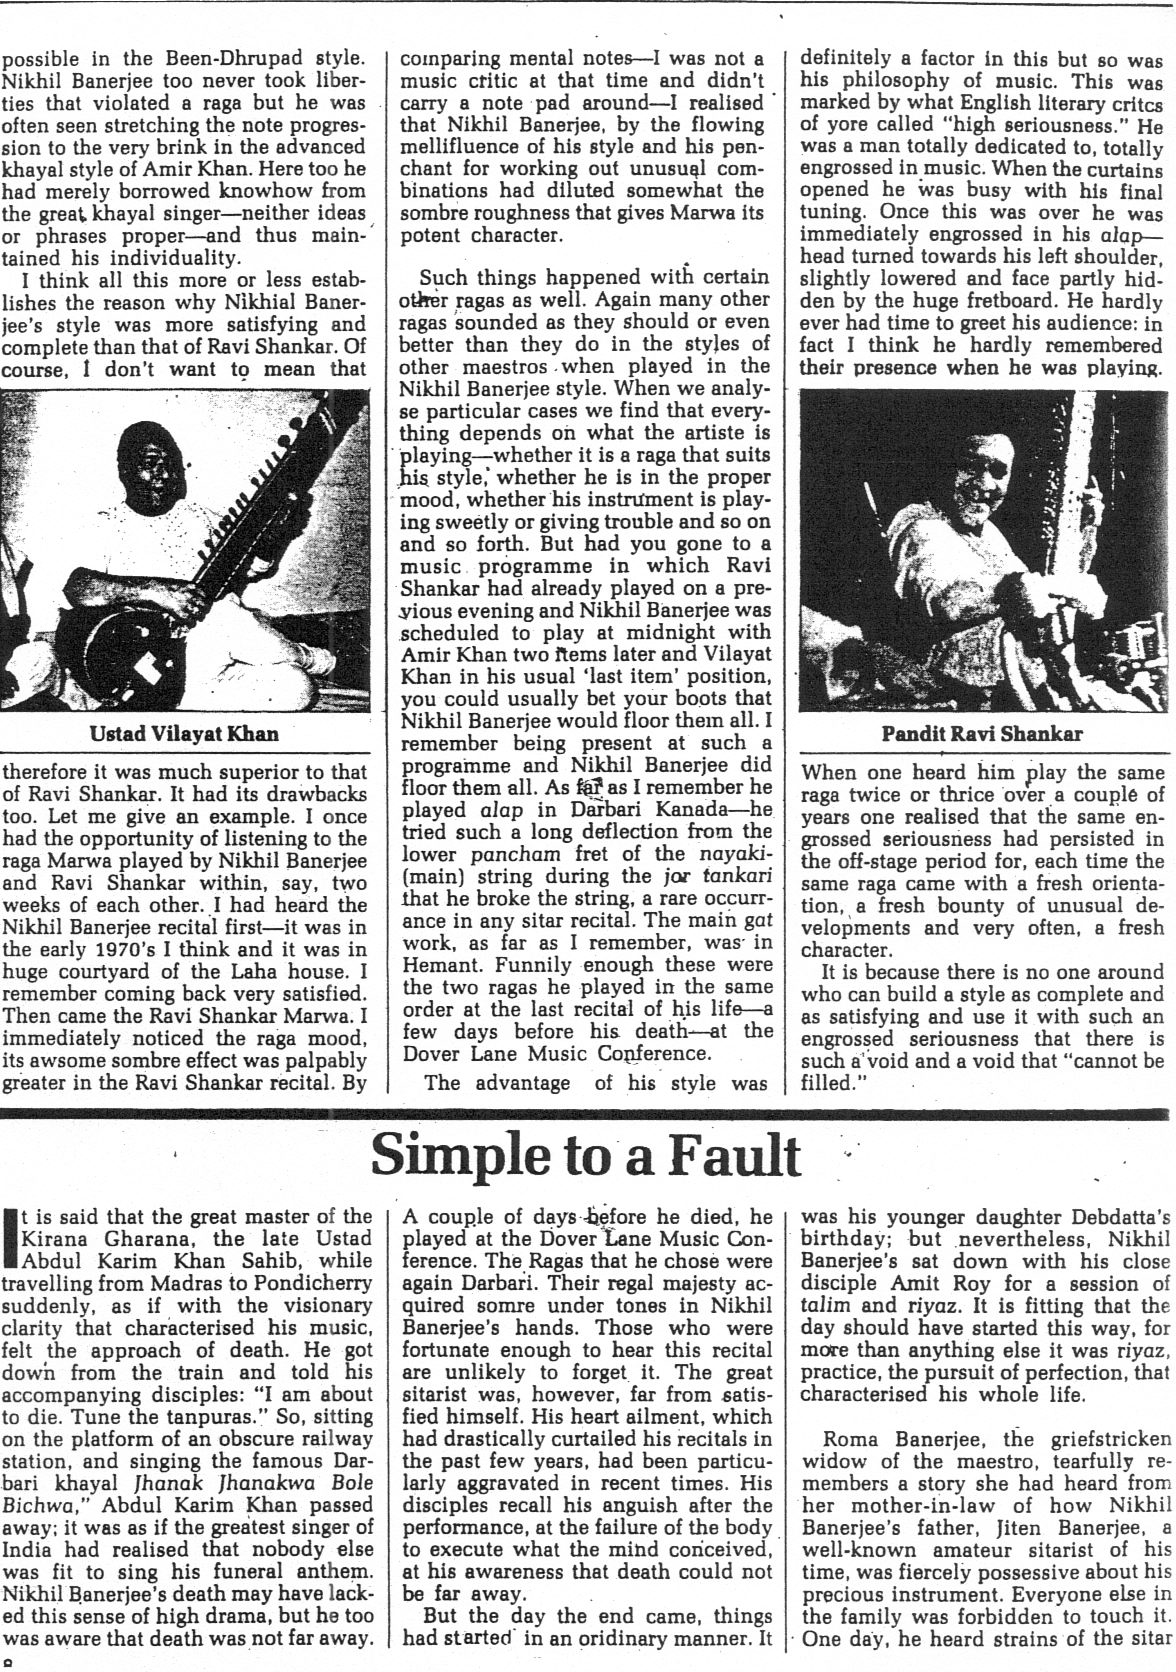 possible in the Been-Dhrupad style.
Nikhil Banerjee too never took liber-
ties that violated a raga but he was
often seen stretching the note progres-
sion to the very brink in the advanced
khayal style of Amir Khan. Here too he
had merely borrowed knowhow from
the great khayal singer—neither ideas
or phrases proper—and thus main-
tained his individuality.
I think all this more or less estab-
lishes the reason why Nikhial Baner-
jee's style was more satisfying and
complete than that of Ravi Shankar. Of
course, I don't want to mean that
Ustad Vilayat Khan
therefore it was much superior to that
of Ravi Shankar. It had its drawbacks
too. Let me give an example. I once
had the opportunity of listening to the
raga Marwa played by Nikhil Banerjee
and Ravi Shankar within, say, two
weeks of each other. I had heard the
Nikhil Banerjee recital first—it was in
the early 1970's I think and it was in
huge courtyard of the Laha house. I
remember coming back very satisfied.
Then came the Ravi Shankar Marwa. I
immediately noticed the raga mood,
its awsome sombre effect was palpably
greater in the Ravi Shankar recital. By
comparing mental notes—I was not a
music critic at that time and didn't
carry a note pad around—I realised
that Nikhil Banerjee, by the flowing
mellifluence of his style and his pen-
chant for working out unusual com-
binations had diluted somewhat the
sombre roughness that gives Marwa its
potent character.
Such things happened with certain
other ragas as well. Again many other
ragas sounded as they should or even
better than they do in the styles of
other maestros when played in the
Nikhil Banerjee style. When we analy-
se particular cases we find that every-
thing depends on what the artiste is
playing—whether it is a raga that suits
his style, whether he is in the proper
mood, whether his instrument is play-
ing sweetly or giving trouble and so on
and so forth. But had you gone to a
music programme in which Ravi
Shankar had already played on a pre-
vious evening and Nikhil Banerjee was
scheduled to play at midnight with
Amir Khan two items later and Vilayat
Khan in his usual 'last item' position,
you could usually bet your boots that
Nikhil Banerjee would floor them all. I
remember being present at such a
programme and Nikhil Banerjee did
floor them all. As far as I remember he
played alap in Darbari Kanada—he
tried such a long deflection from the
lower pancham fret of the nayaki-
(main) string during the jor tankari
that he broke the string, a rare occurr-
ance in any sitar recital. The main gat
work, as far as I remember, was in
Hemant. Funnily enough these were
the two ragas he played in the same
order at the last recital of his life—a
few days before his death—at the
Dover Lane Music Conference.
The advantage of his style was
definitely a factor in this but so was
his philosophy of music. This was
marked by what English literary critcs
of yore called "high seriousness." He
was a man totally dedicated to, totally
engrossed in music. When the curtains
opened he was busy with his final
tuning. Once this was over he was
immediately engrossed in his alap—
head turned towards his left shoulder,
slightly lowered and face partly hid-
den by the huge fretboard. He hardly
ever had time to greet his audience: in
fact I think he hardly remembered
their presence when he was playing.
Pandit Ravi Shankar
When one heard him play the same
raga twice or thrice over a couple of
years one realised that the same en-
grossed seriousness had persisted in
the off-stage period for, each time the
same raga came with a fresh orienta-
tion, a fresh bounty of unusual de-
velopments and very often, a fresh
character.
It is because there is no one around
who can build a style as complete and
as satisfying and use it with such an
engrossed seriousness that there is
such a void and a void that "cannot be
filled."
Simple to a Fault
It is said that the great master of the
Kirana Gharana, the late Ustad
Abdul Karim Khan Sahib, while
travelling from Madras to Pondicherry
suddenly, as if with the visionary
clarity that characterised his music,
felt the approach of death. He got
down from the train and told his
accompanying disciples: "I am about
to die. Tune the tanpuras." So, sitting
on the platform of an obscure railway
station, and singing the famous Dar-
bari khayal Jhanak Jhanakwa Bole
Bichwa," Abdul Karim Khan passed
away; it was as if the greatest singer of
India had realised that nobody else
was fit to sing his funeral anthem.
Nikhil Banerjee's death may have lack-
ed this sense of high drama, but he too
was aware that death was not far away.
A couple of days before he died, he
played at the Dover Lane Music Con-
ference. The Ragas that he chose were
again Darbari. Their regal majesty ac-
quired somre under tones in Nikhil
Banerjee's hands. Those who were
fortunate enough to hear this recital
are unlikely to forget it. The great
sitarist was, however, far from satis-
fied himself. His heart ailment, which
had drastically curtailed his recitals in
the past few years, had been particu-
larly aggravated in recent times. His
disciples recall his anguish after the
performance, at the failure of the body
to execute what the mind conceived,
at his awareness that death could not
be far away.
But the day the end came, things
had started in an oridinary manner. It
was his younger daughter Debdatta's
birthday; but nevertheless, Nikhil
Banerjee's sat down with his close
disciple Amit Roy for a session of
talim and riyaz. It is fitting that the
day should have started this way, for
more than anything else it was riyaz,
practice, the pursuit of perfection, that
characterised his whole life.
Roma Banerjee, the griefstricken
widow of the maestro, tearfully re-
members a story she had heard from
her mother-in-law of how Nikhil
Banerjee's father, Jiten Banerjee, a
well-known amateur sitarist of his
time, was fiercely possessive about his
precious instrument. Everyone else in
the family was forbidden to touch it.
One day, he heard strains of the sitar